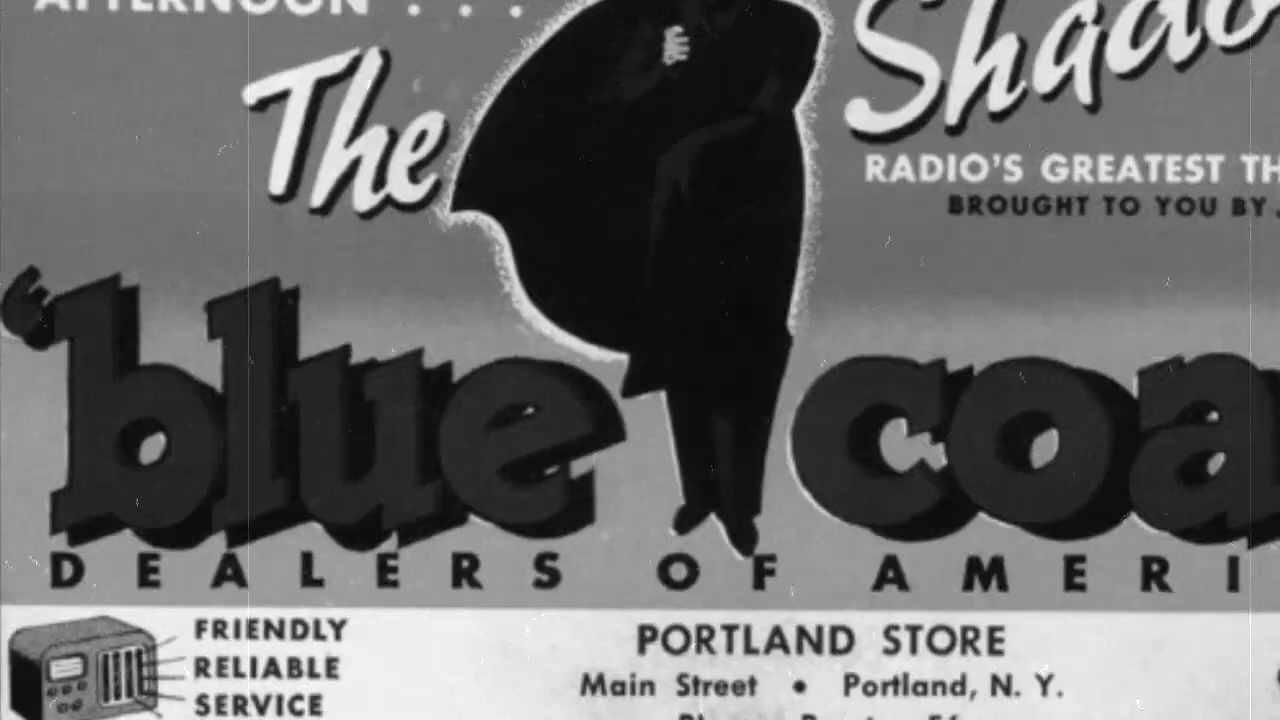 AFTERNOON . . .
The Shado
RADIO'S GREATEST TH
BROUGHT TO YOU BY.
"blue coa
DEALERS OF AMERI
FRIENDLY
RELIABLE
SERVICE
PORTLAND STORE
Main Street • Portland, N. Y.